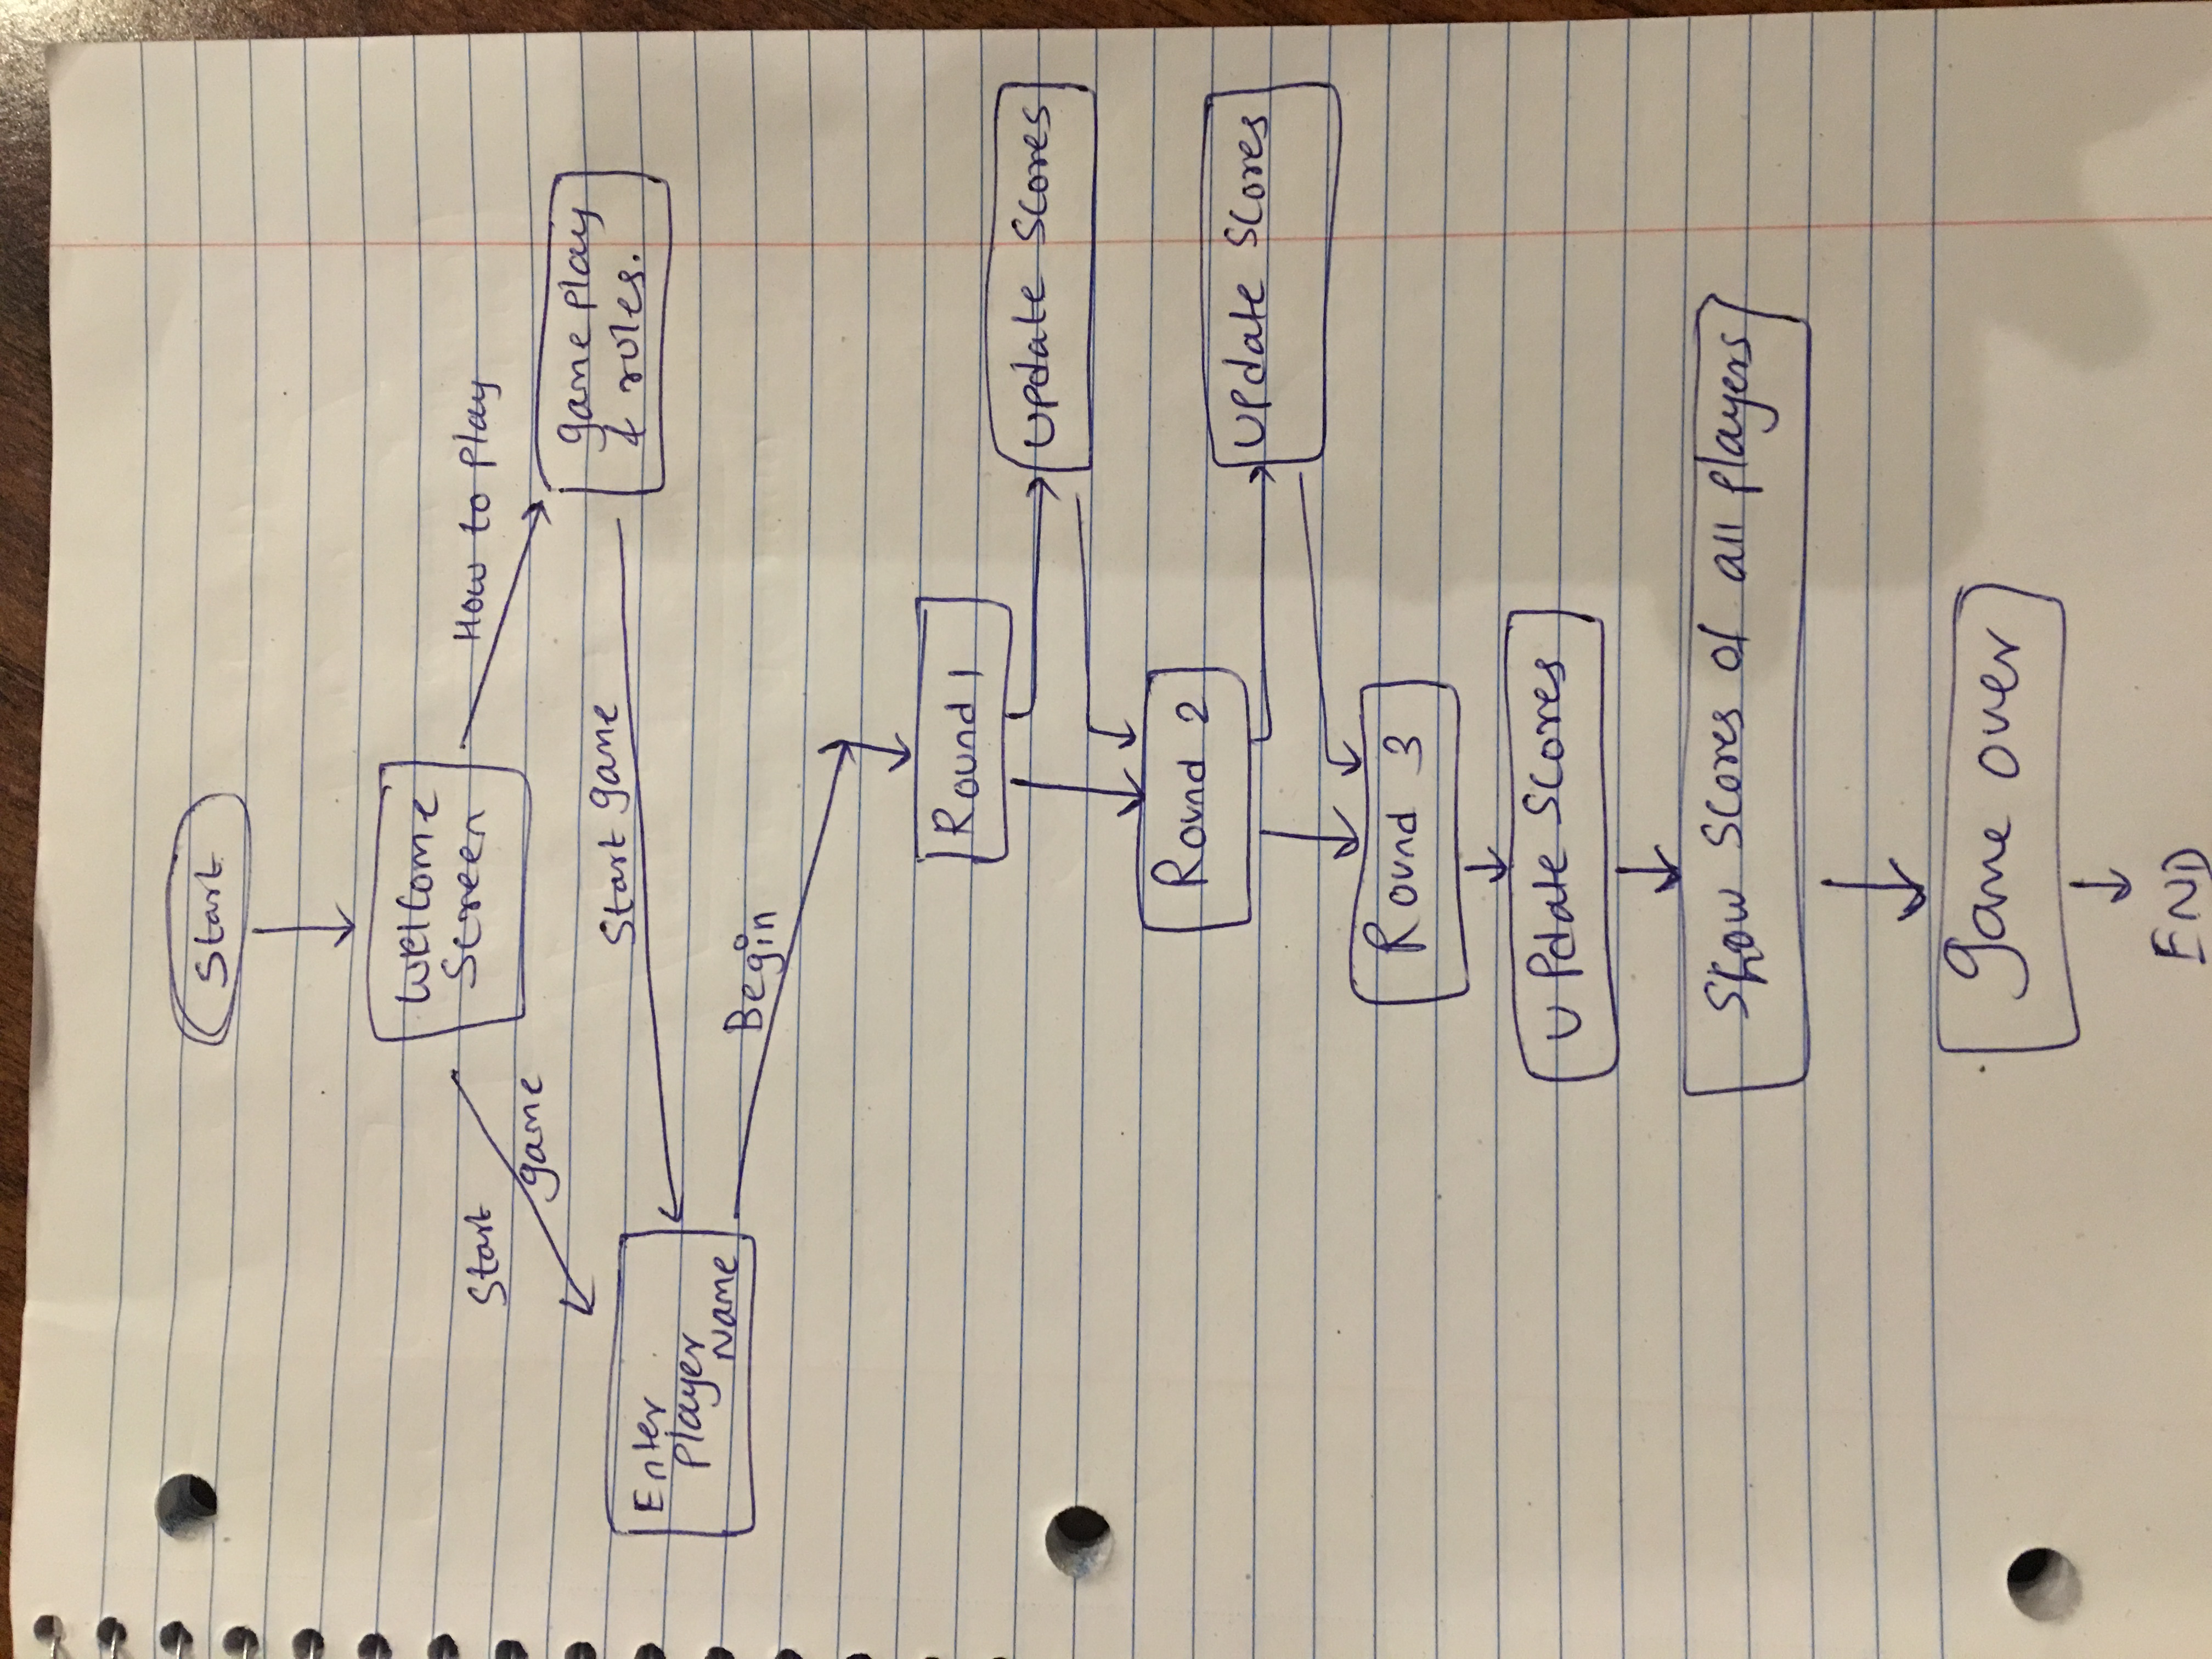 Start
Welcome
Screen
Start
game
How to Play
game play
& rules.
Start game
Enter
Player
Name
Begin
Round 1
Update Scores
Round 2
Update Scores
Round 3
Update Scores
Show Scores of all players
game over
END